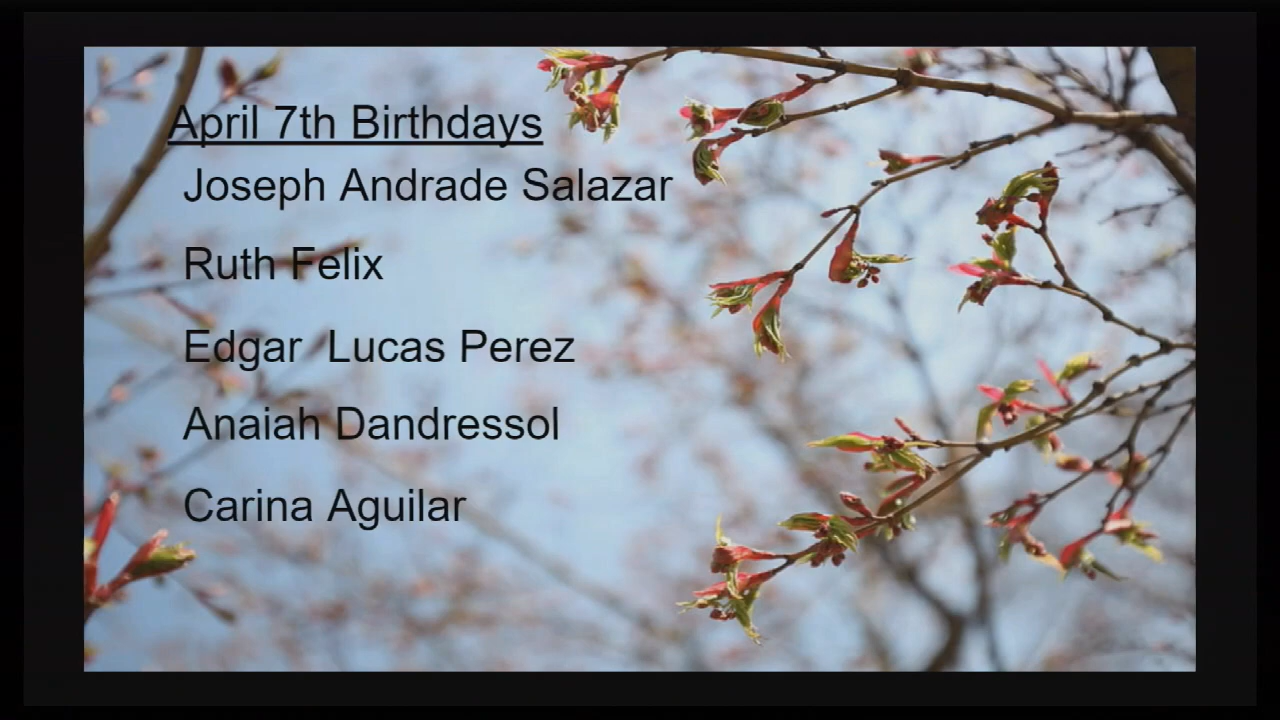 April 7th Birthdays
Joseph Andrade Salazar
Ruth Felix
Edgar  Lucas Perez
Anaiah Dandressol
Carina Aguilar